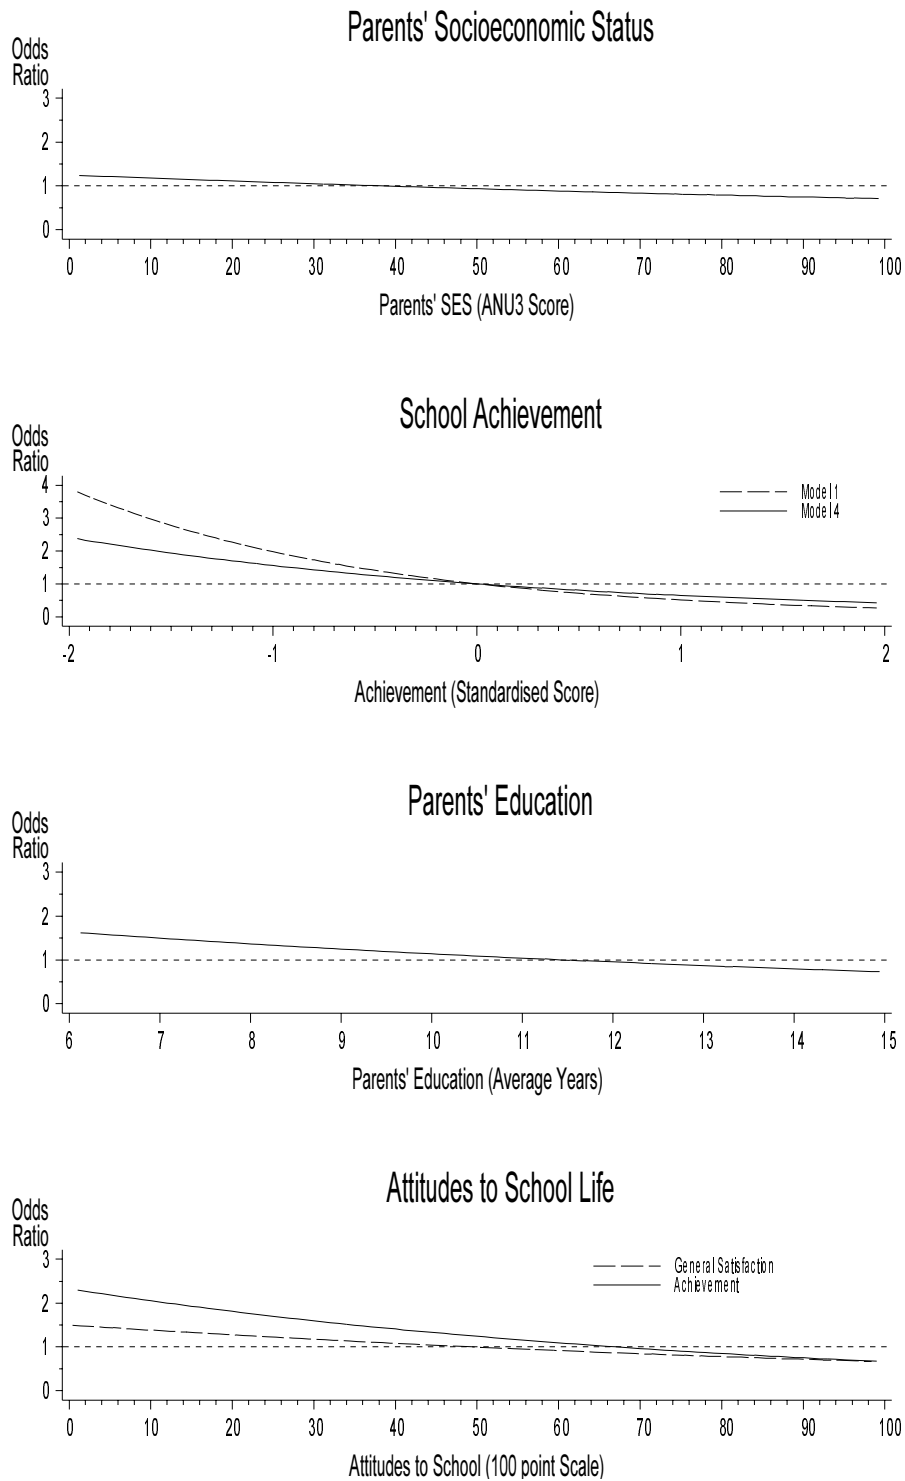 Parents' Socioeconomic Status
Odds
Ratio
3
2
1
0
0 10 20 30 40 50 60 70 80 90 100
Parents' SES (ANU3 Score)
School Achievement
Odds
Ratio
4
3
2
1
0
Model 1
Model 4
-2 -1 0 1 2
Achievement (Standardised Score)
Parents' Education
Odds
Ratio
3
2
1
0
6 7 8 9 10 11 12 13 14 15
Parents' Education (Average Years)
Attitudes to School Life
Odds
Ratio
3
2
1
0
General Satisfaction
Achievement
0 10 20 30 40 50 60 70 80 90 100
Attitudes to School (100 point Scale)